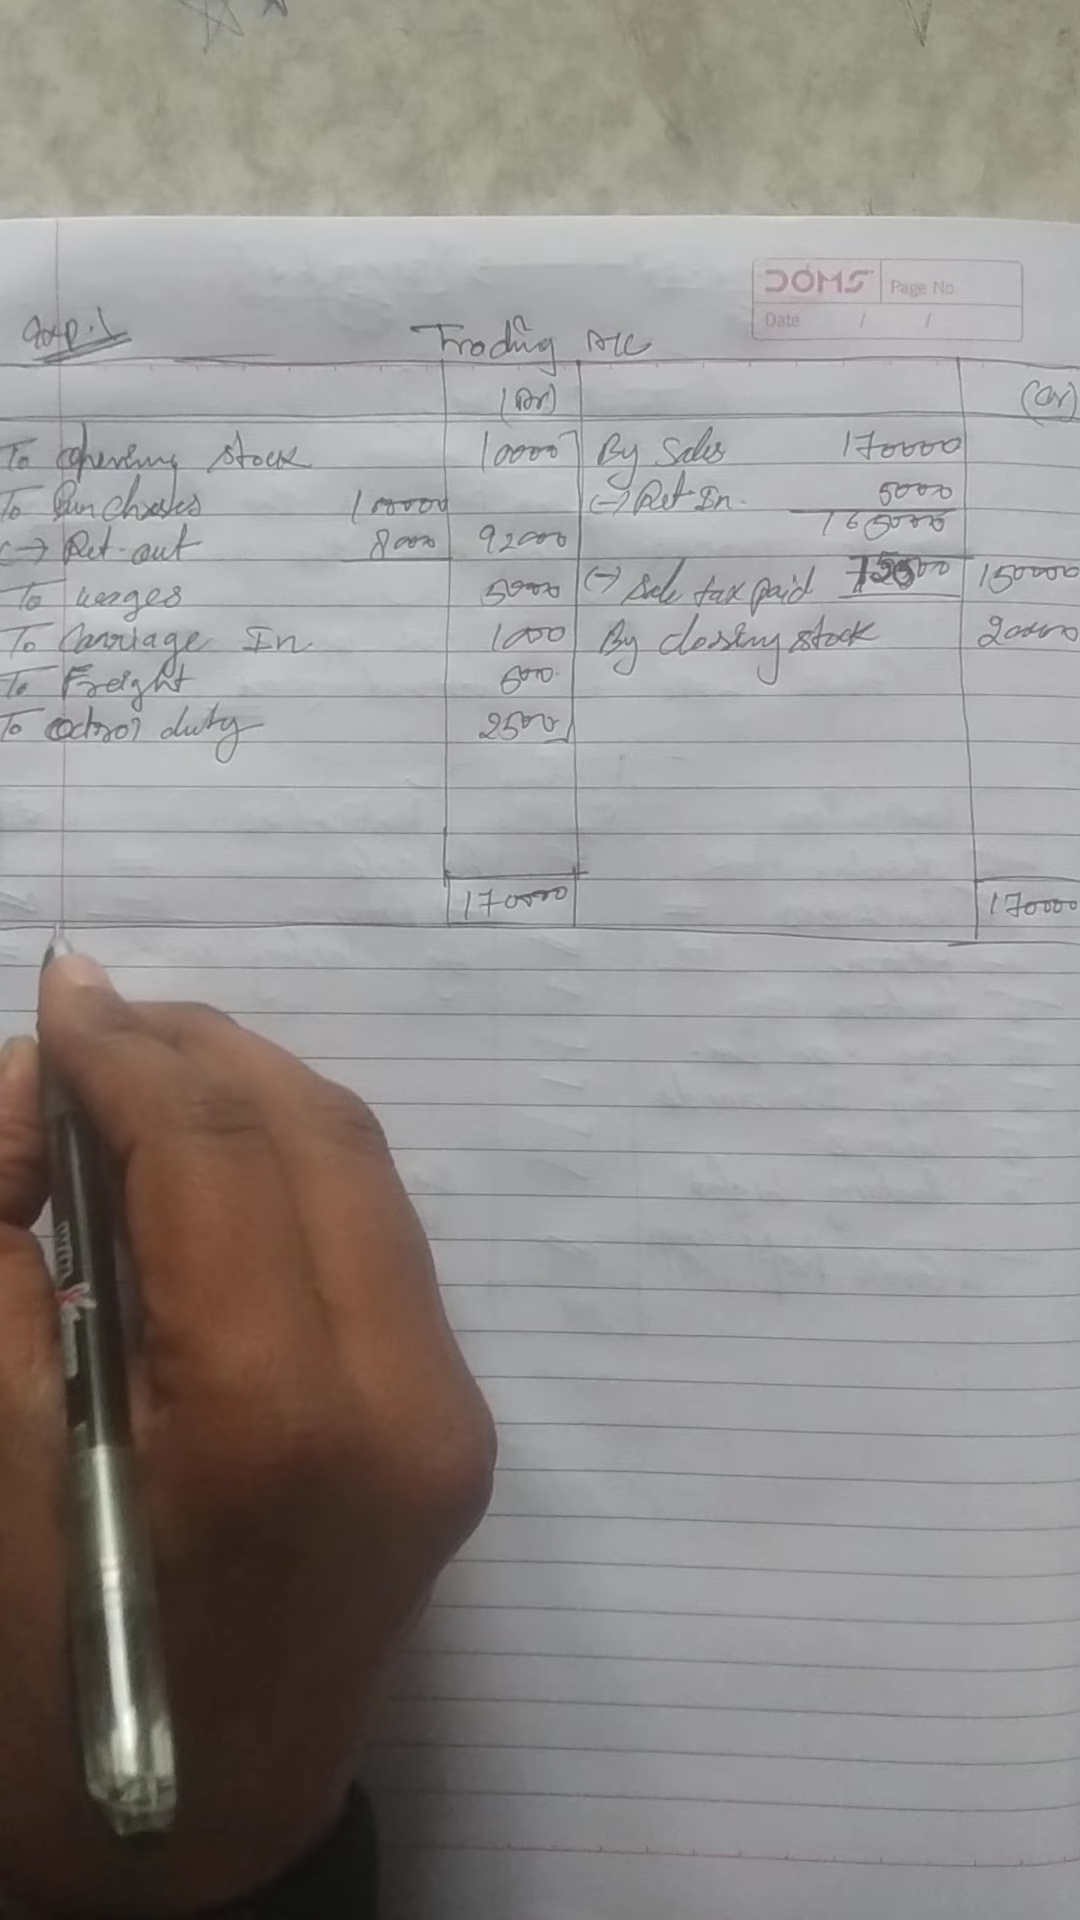 DOMS Page No.
Date / /
Trading A/C
(Dr) (Cr)
To Opening stock 10000 By Sales 170000
To Purchases 100000 (-) Ret In. 5000
165000
(-) Ret-out 8000 92000
To wages 5000 (-) Sale tax paid 15000 150000
To Carriage In. 1000 By clossing stock 20000
To Freight 500
To octroi duty 2500
170000 170000